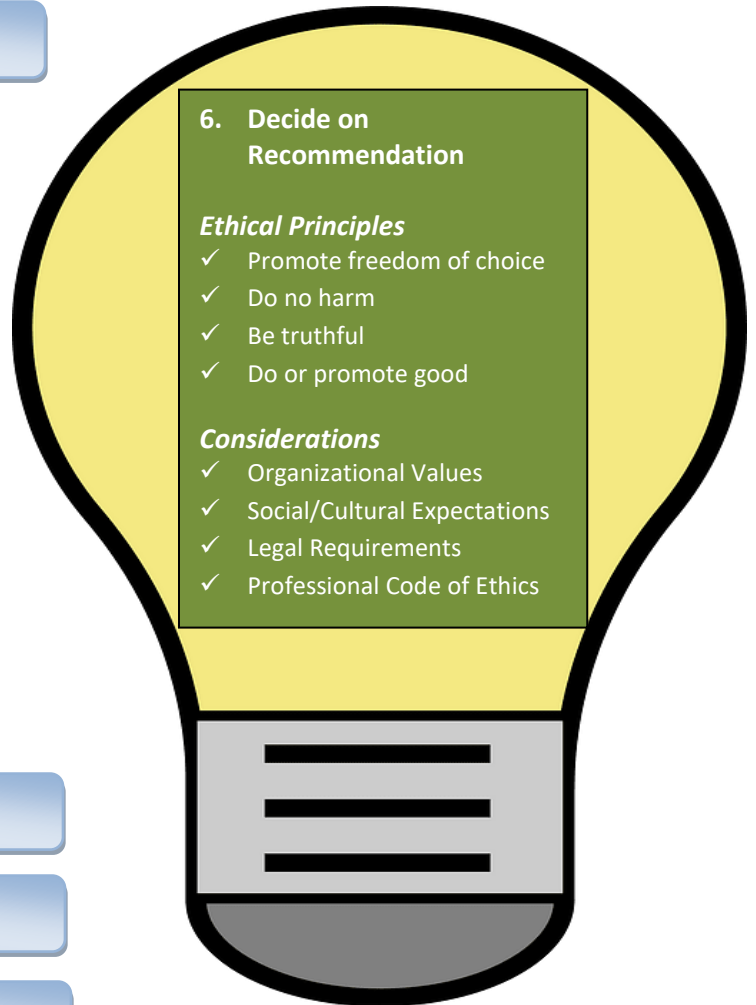 6. Decide on
Recommendation
Ethical Principles
✓ Promote freedom of choice
✓ Do no harm
✓ Be truthful
✓ Do or promote good
Considerations
✓ Organizational Values
✓ Social/Cultural Expectations
✓ Legal Requirements
✓ Professional Code of Ethics